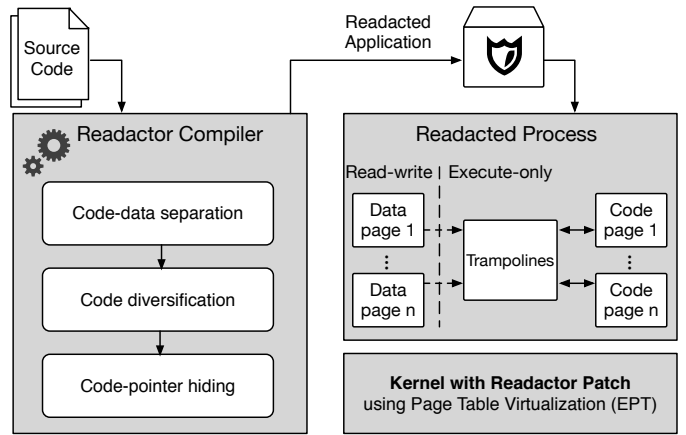 Source
Code
Readacted
Application
Readactor Compiler
Code-data separation
Code diversification
Code-pointer hiding
Readacted Process
Read-write
Execute-only
Data
page 1
Trampolines
Code
page 1
Data
page n
Code
page n
Kernel with Readactor Patch
using Page Table Virtualization (EPT)